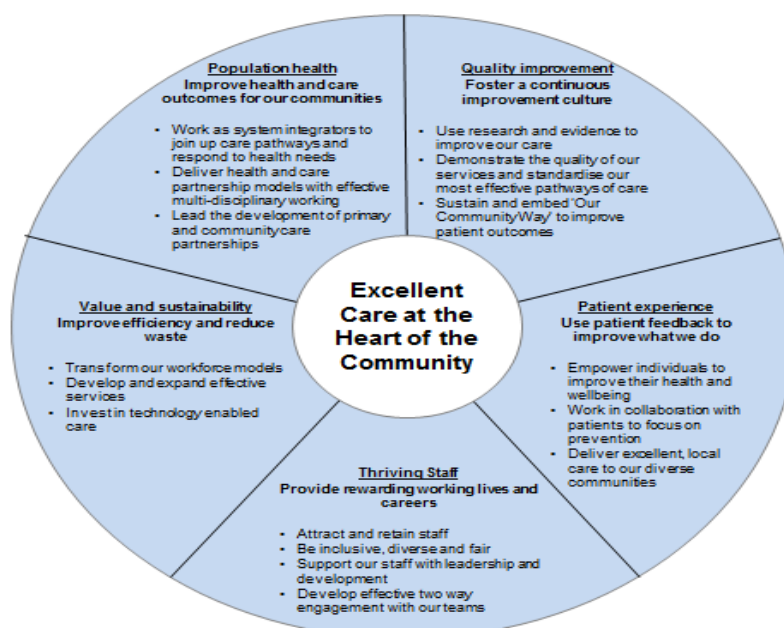 Population health
Improve health and care
outcomes for our communities
• Work as system integrators to
join up care pathways and
respond to health needs
• Deliver health and care
partnership models with effective
multi-disciplinary working
• Lead the development of primary
and community care
partnerships
Quality improvement
Foster a continuous
improvement culture
• Use research and evidence to
improve our care
• Demonstrate the quality of our
services and standardise our
most effective pathways of care
• Sustain and embed 'Our
Community Way' to improve
patient outcomes
Excellent
Care at the
Heart of the
Community
Value and sustainability
Improve efficiency and reduce
waste
• Transform our workforce models
• Develop and expand effective
services
• Invest in technology enabled
care
Patient experience
Use patient feedback to
improve what we do
• Empower individuals to
improve their health and
wellbeing
• Work in collaboration with
patients to focus on
prevention
• Deliver excellent, local
care to our diverse
communities
Thriving Staff
Provide rewarding working lives and
careers
• Attract and retain staff
• Be inclusive, diverse and fair
• Support our staff with leadership and
development
• Develop effective two way
engagement with our teams